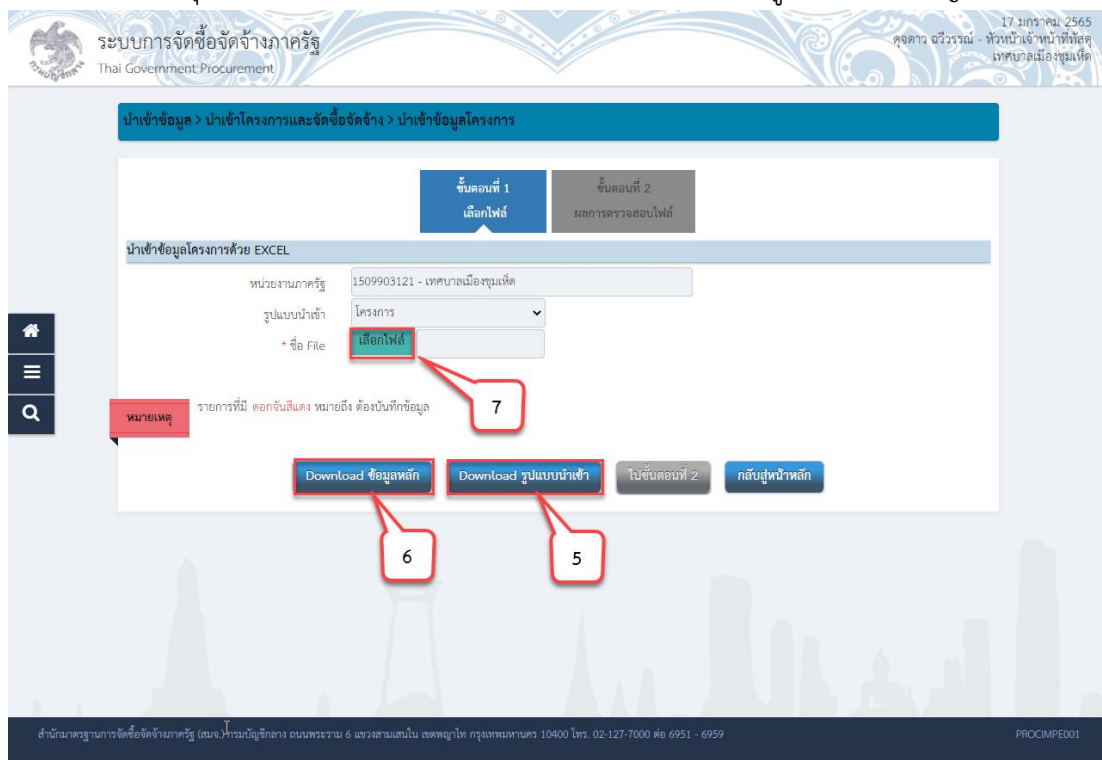 17 มกราคม 2565
ระบบการจัดซื้อจัดจ้างภาครัฐ
ดุจดาว ฉวีวรรณ์ - หัวหน้าเจ้าหน้าที่พัสดุ
Thai Government Procurement
เทศบาลเมืองชุมเห็ด
นำเข้าข้อมูล > นำเข้าโครงการและจัดซื้อจัดจ้าง > นำเข้าข้อมูลโครงการ
ขั้นตอนที่ 1
เลือกไฟล์
ขั้นตอนที่ 2
ผลการตรวจสอบไฟล์
นำเข้าข้อมูลโครงการด้วย EXCEL
หน่วยงานภาครัฐ 1509903121 - เทศบาลเมืองชุมเห็ด
รูปแบบนำเข้า โครงการ
* ชื่อ File เลือกไฟล์
7
หมายเหตุ รายการที่มี ดอกจันสีแดง หมายถึง ต้องบันทึกข้อมูล
Download ข้อมูลหลัก Download รูปแบบนำเข้า ไปขั้นตอนที่ 2 กลับสู่หน้าหลัก
6 5
สำนักมาตรฐานการจัดซื้อจัดจ้างภาครัฐ (สมจ.) กรมบัญชีกลาง ถนนพระราม 6 แขวงสามเสนใน เขตพญาไท กรุงเทพมหานคร 10400 โทร. 02-127-7000 ต่อ 6951 - 6959 PROCIMPE001